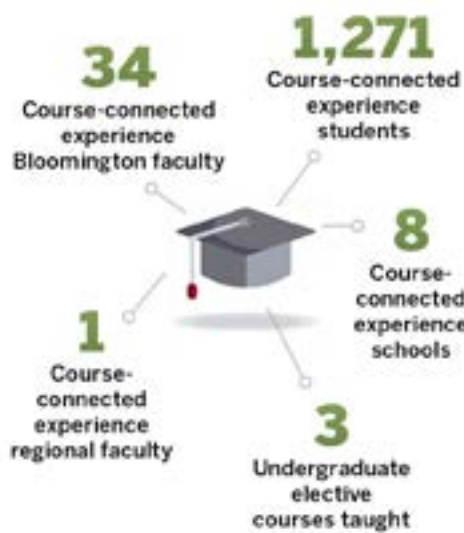 34
Course-connected
experience
Bloomington faculty
1,271
Course-connected
experience
students
8
Course-
connected
experience
schools
1
Course-
connected
experience
regional faculty
3
Undergraduate
elective
courses taught